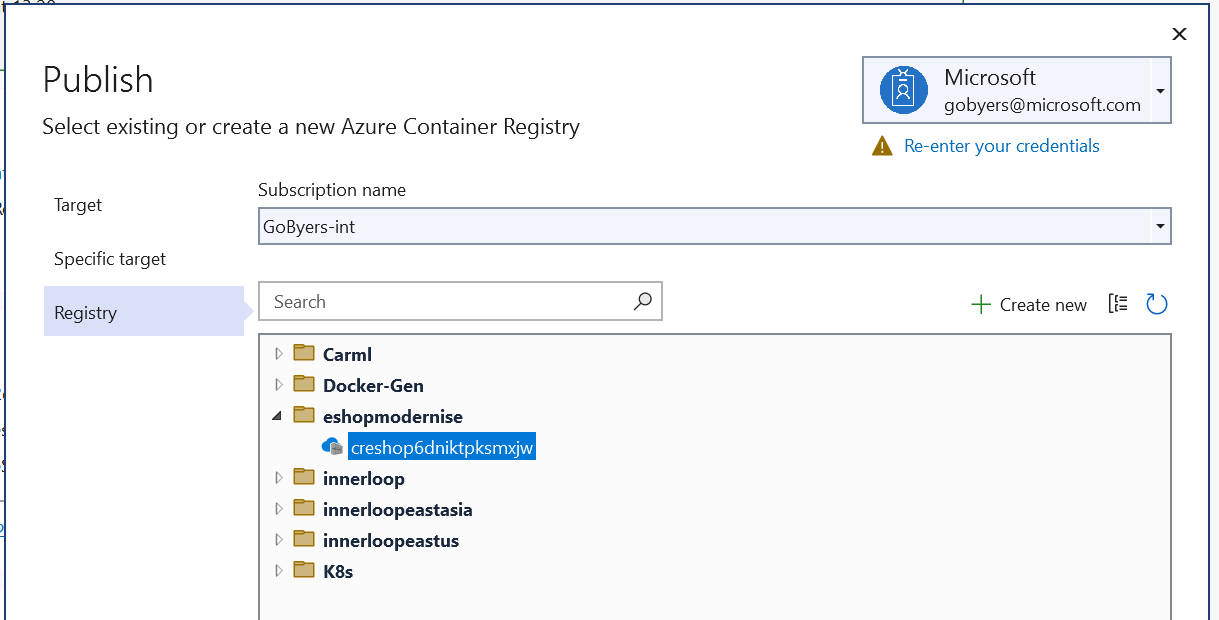 Publish
Select existing or create a new Azure Container Registry
Microsoft
gobyers@microsoft.com
Re-enter your credentials
Target
Specific target
Registry
Subscription name
GoByers-int
Search
Create new
Carml
Docker-Gen
eshopmodernise
creshop6dniktpksmxjw
innerloop
innerloopeastasia
innerloopeastus
K8s